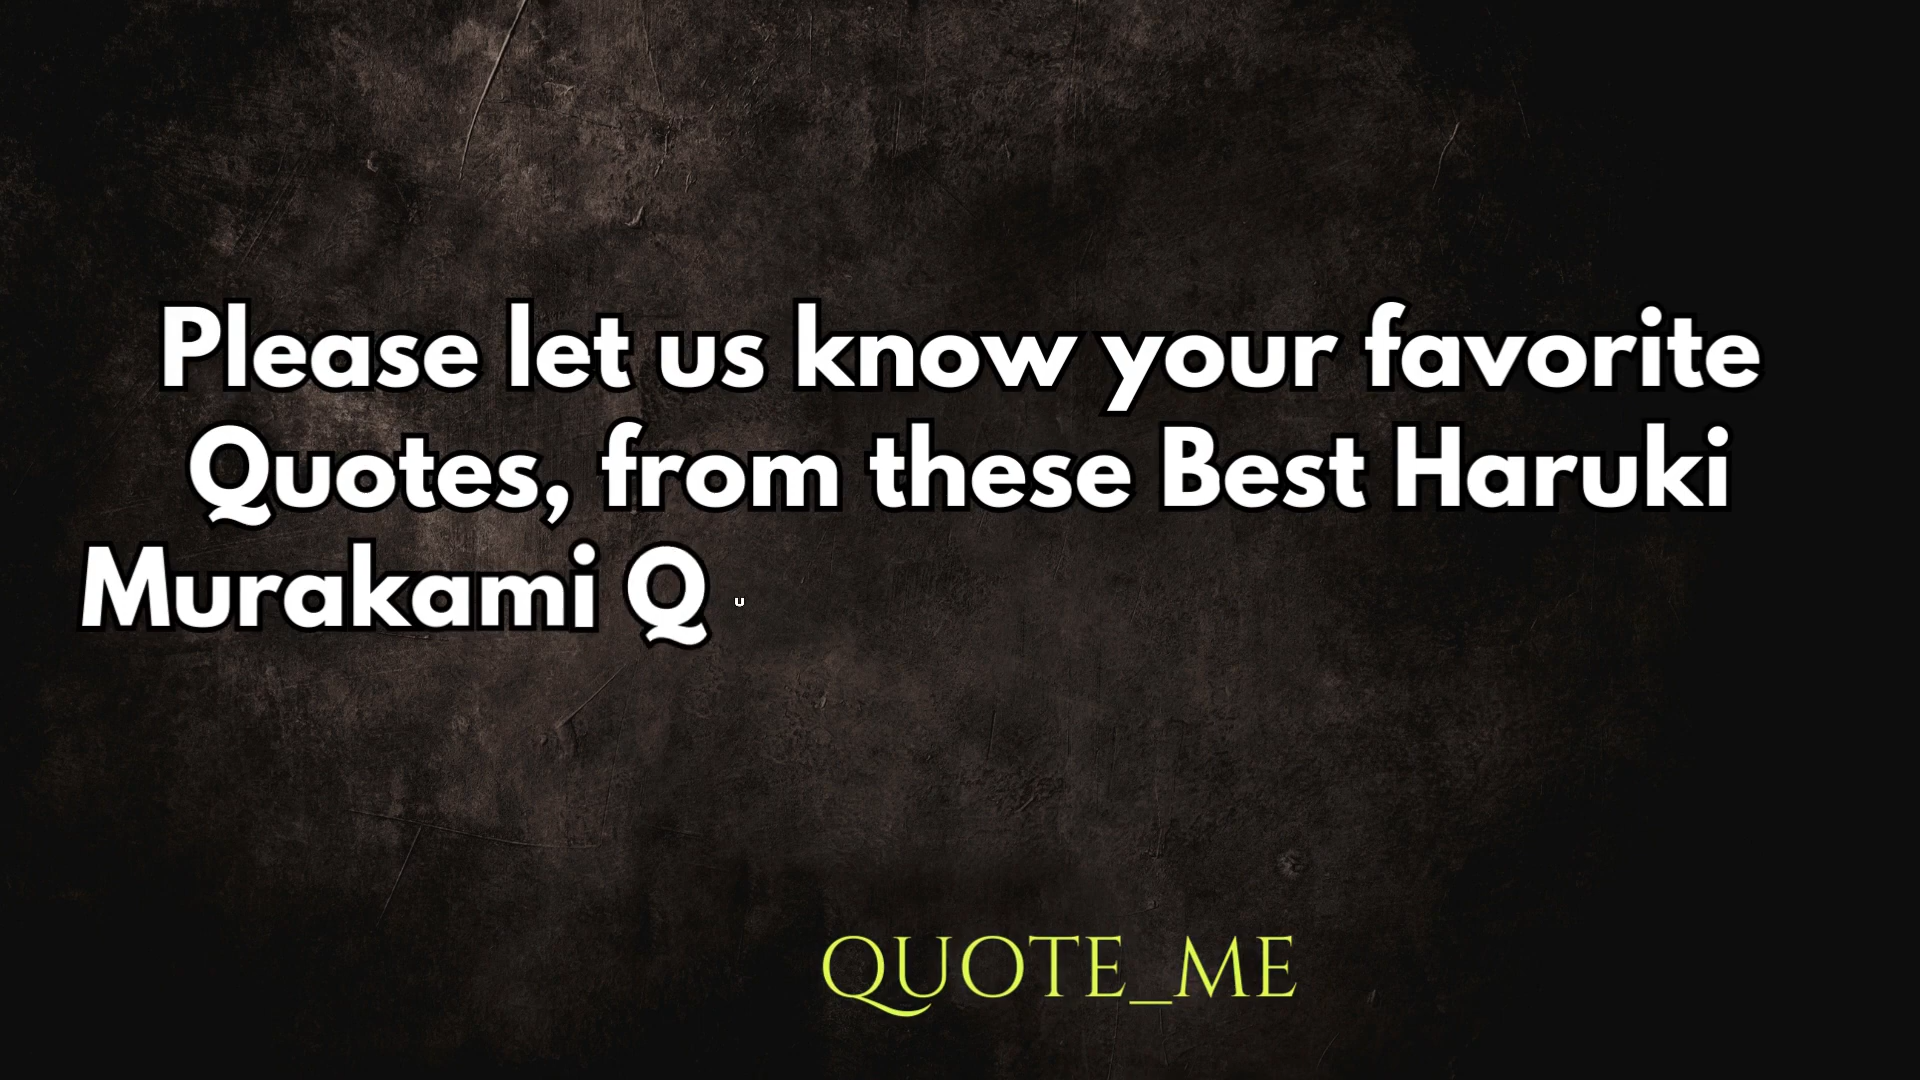 Please let us know your favorite
Quotes, from these Best Haruki
Murakami Q u
QUOTE_ME